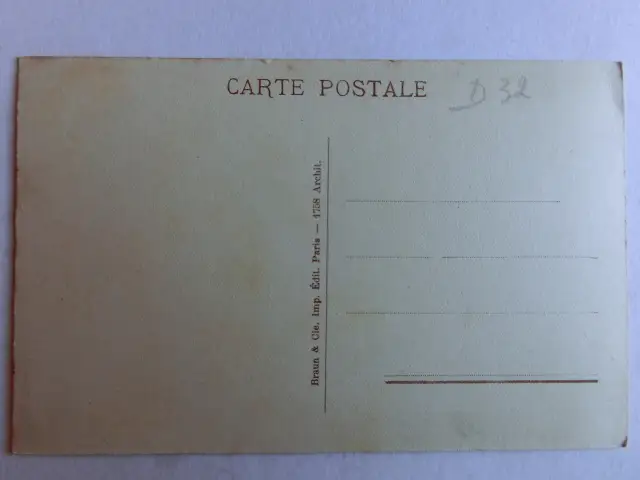 CARTE POSTALE
D 32
Braun & Cie. Imp. Édit. Paris — 1758 Archit.